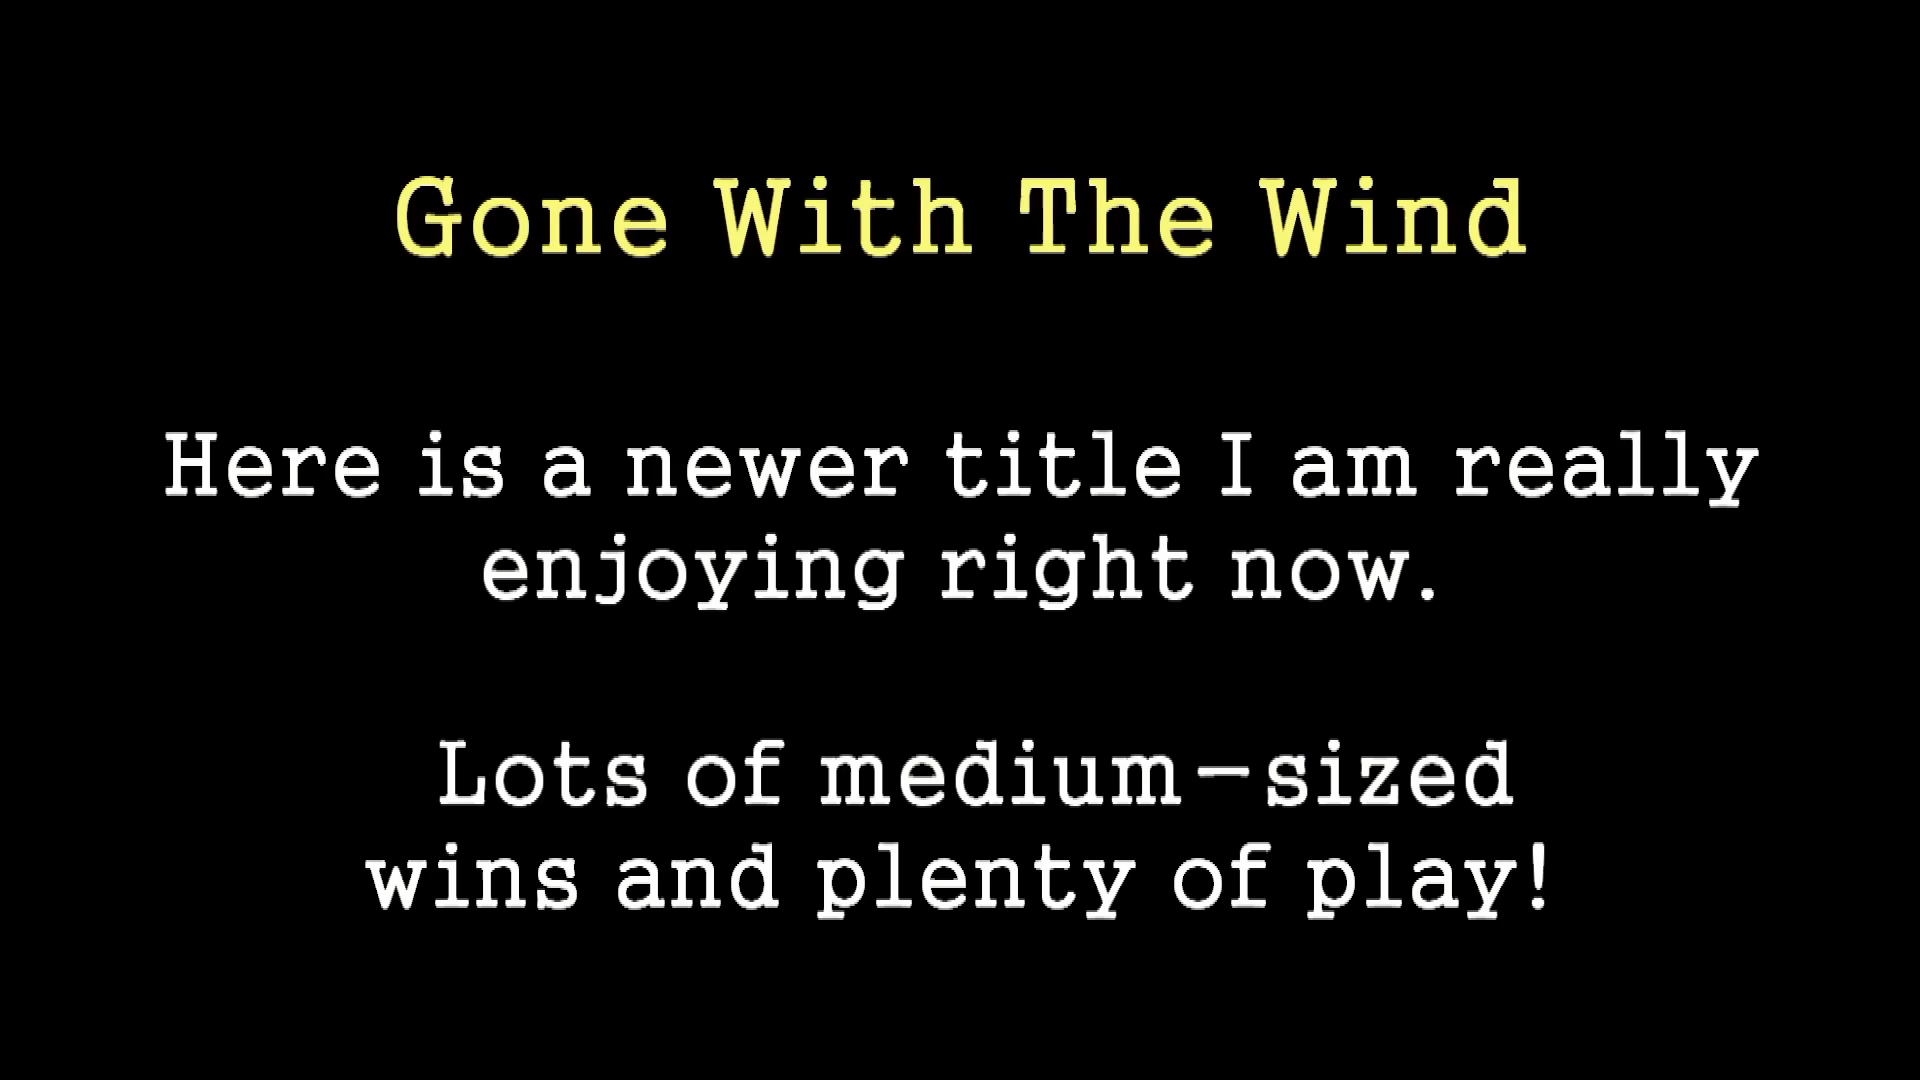 Gone With The Wind
Here is a newer title I am really
enjoying right now.
Lots of medium-sized
wins and plenty of play!